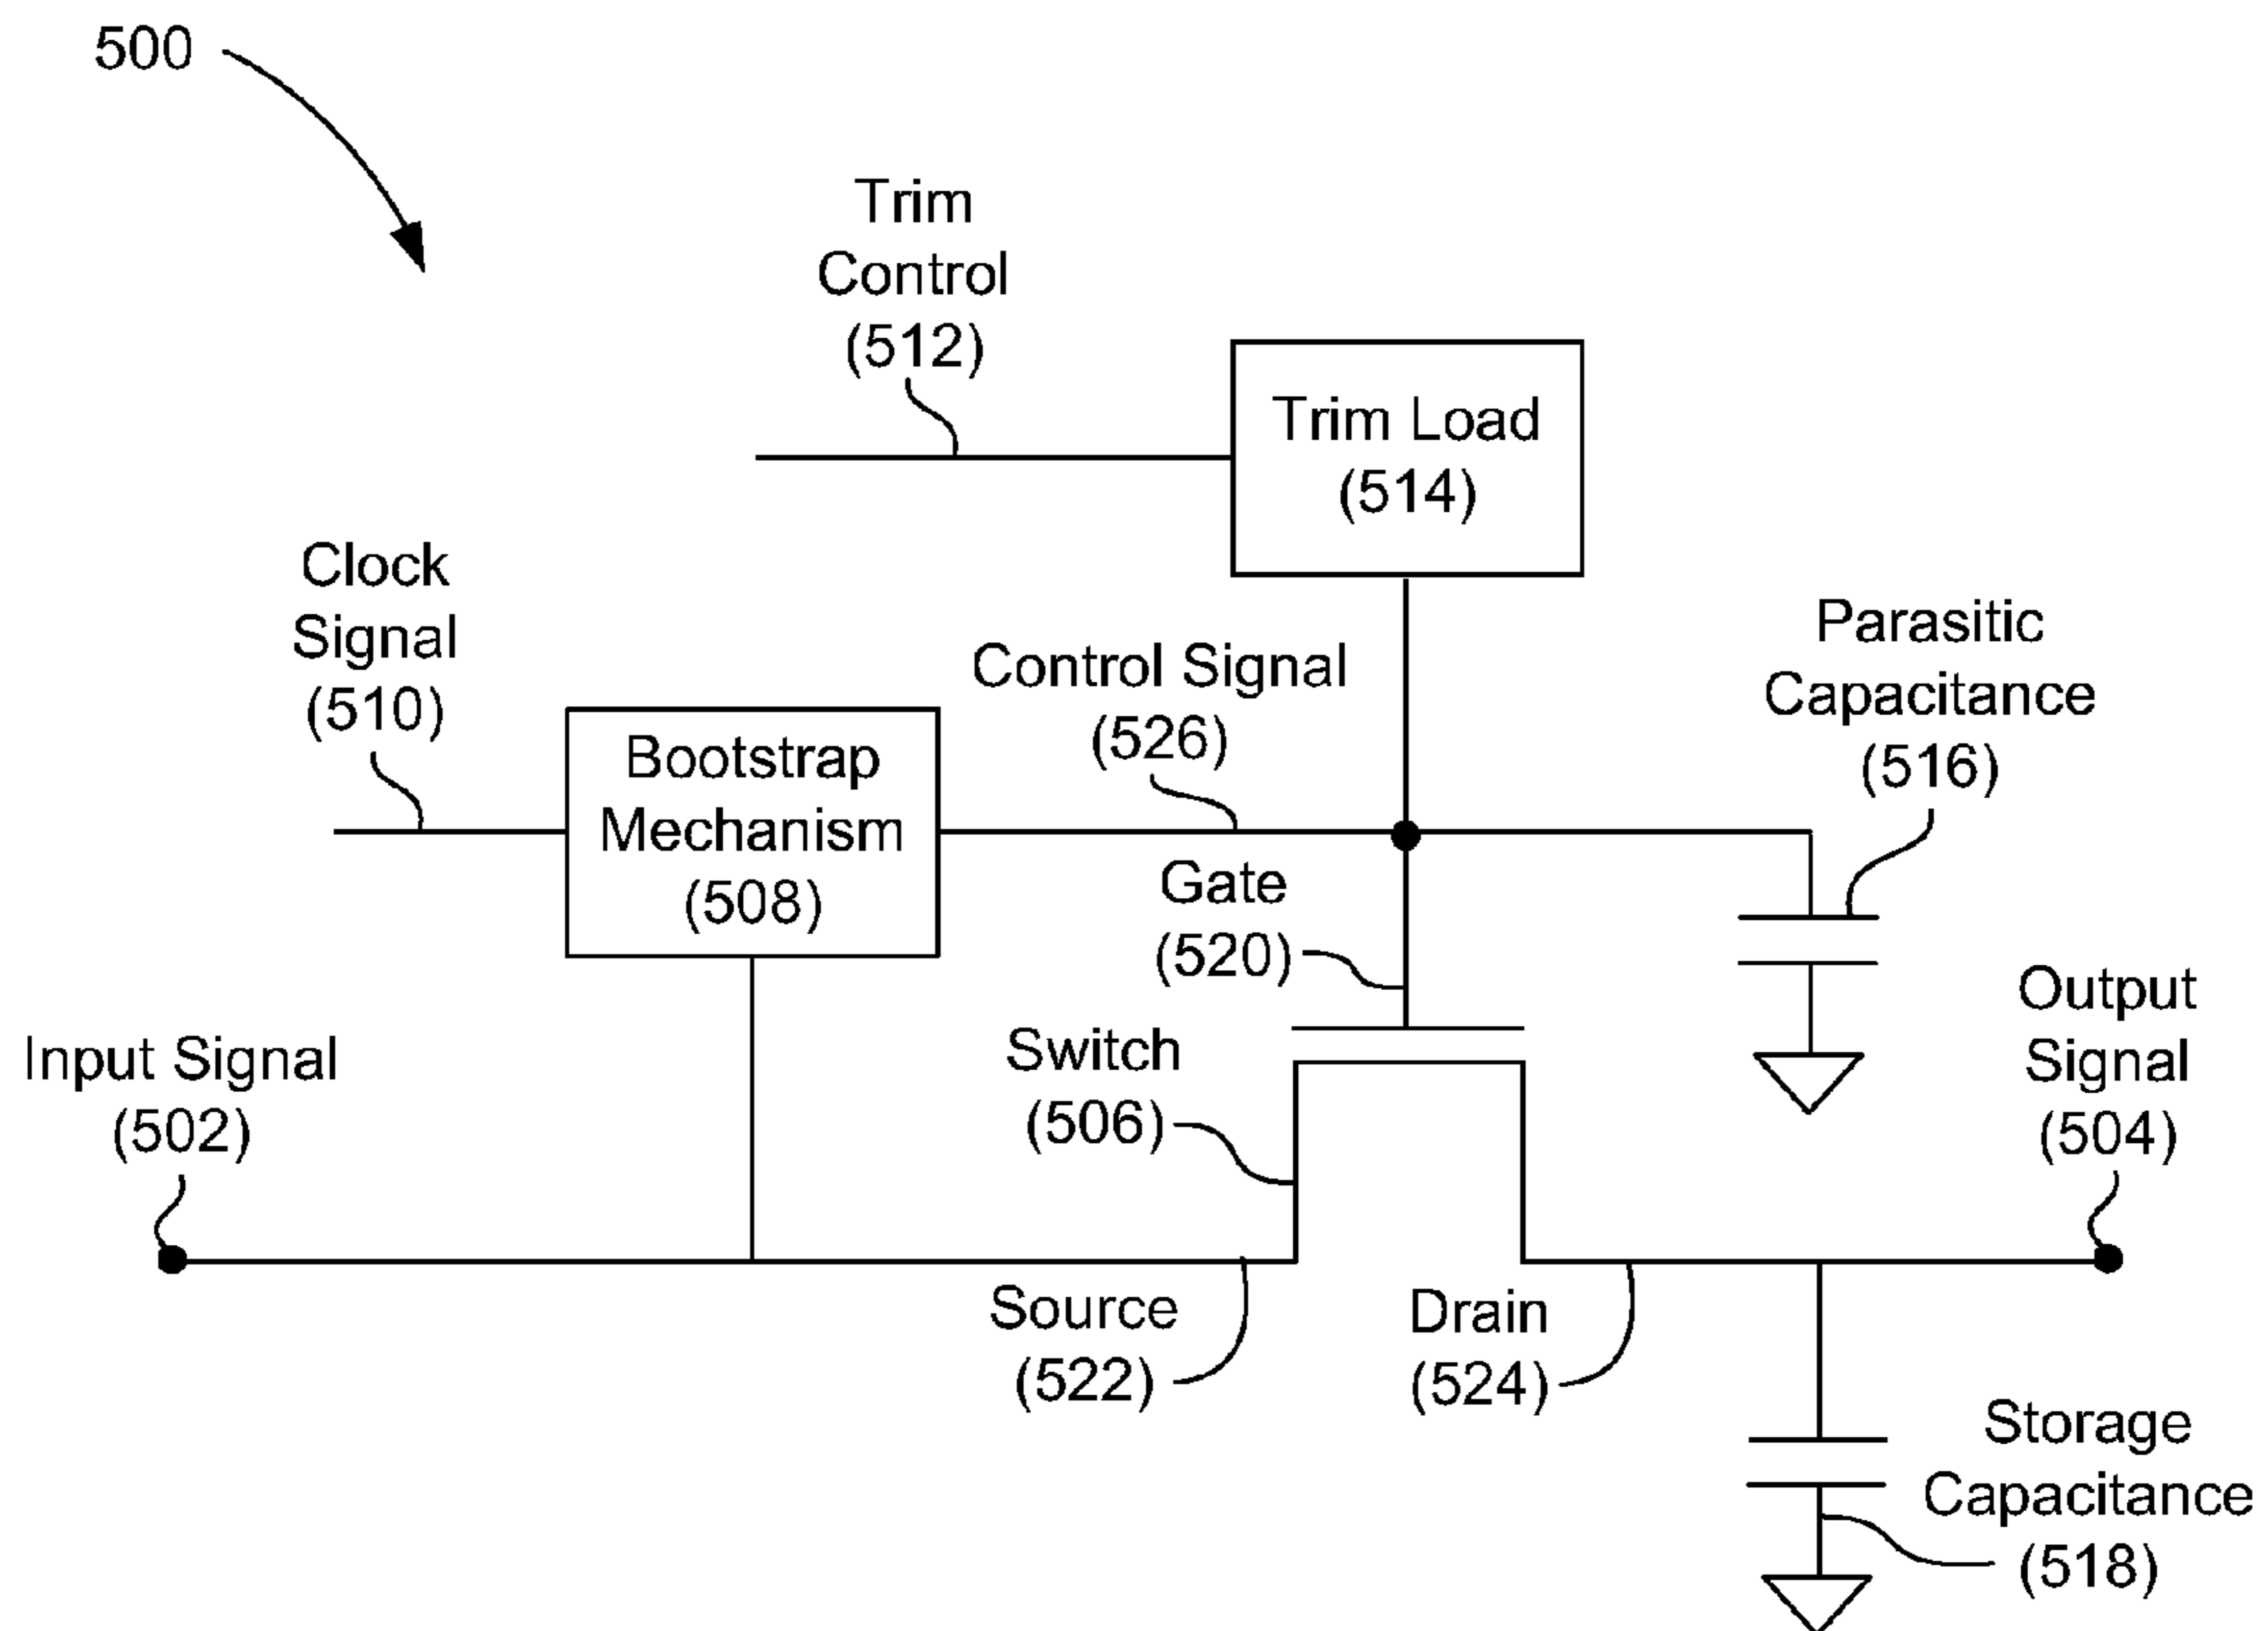 500
Trim
Control
(512)
Trim Load
(514)
Clock
Signal
(510)
Bootstrap
Mechanism
(508)
Control Signal
(526)
Parasitic
Capacitance
(516)
Gate
(520)
Input Signal
(502)
Switch
(506)
Output
Signal
(504)
Source
(522)
Drain
(524)
Storage
Capacitance
(518)